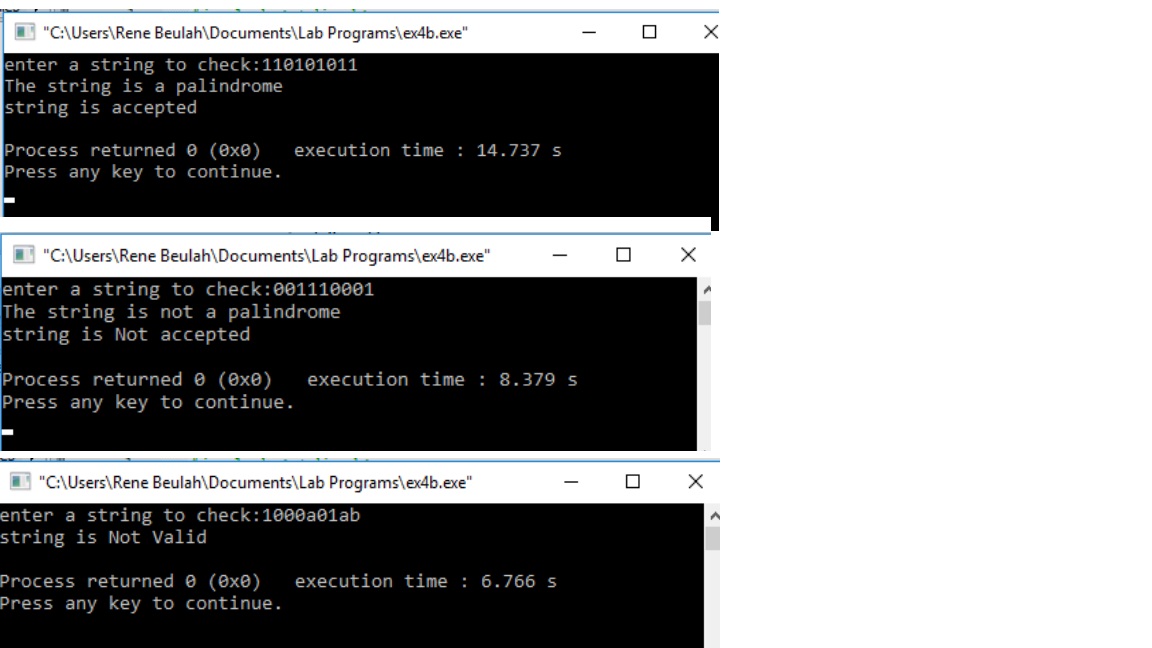 "C:\Users\Rene Beulah\Documents\Lab Programs\ex4b.exe"
enter a string to check:110101011
The string is a palindrome
string is accepted
Process returned 0 (0x0)   execution time : 14.737 s
Press any key to continue.
"C:\Users\Rene Beulah\Documents\Lab Programs\ex4b.exe"
enter a string to check:001110001
The string is not a palindrome
string is Not accepted
Process returned 0 (0x0)   execution time : 8.379 s
Press any key to continue.
"C:\Users\Rene Beulah\Documents\Lab Programs\ex4b.exe"
enter a string to check:1000a01ab
string is Not Valid
Process returned 0 (0x0)   execution time : 6.766 s
Press any key to continue.